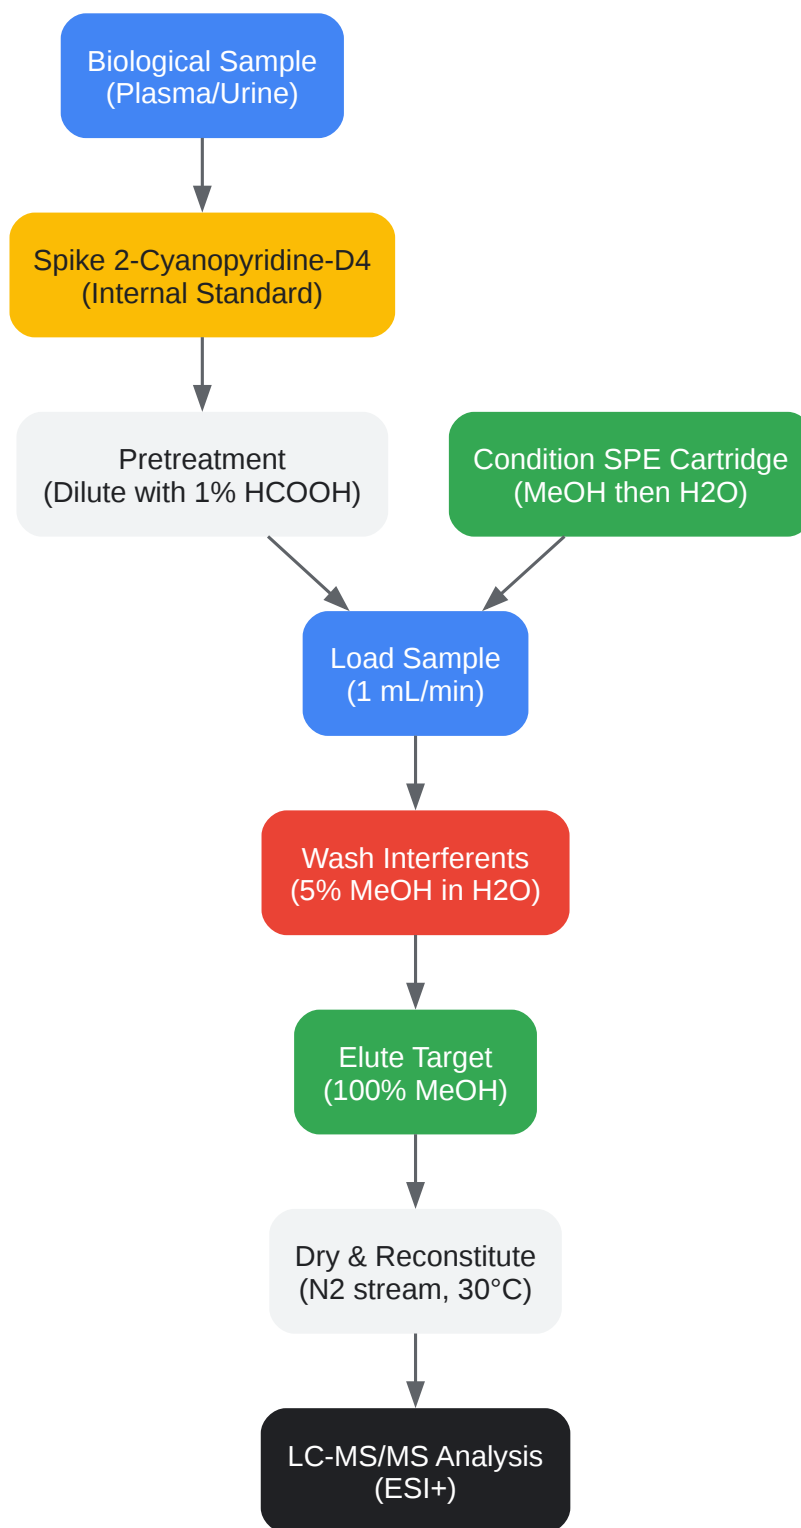 Biological Sample
(Plasma/Urine)
Spike 2-Cyanopyridine-D4
(Internal Standard)
Pretreatment
(Dilute with 1% HCOOH)
Condition SPE Cartridge
(MeOH then H2O)
Load Sample
(1 mL/min)
Wash Interferents
(5% MeOH in H2O)
Elute Target
(100% MeOH)
Dry & Reconstitute
(N2 stream, 30°C)
LC-MS/MS Analysis
(ESI+)